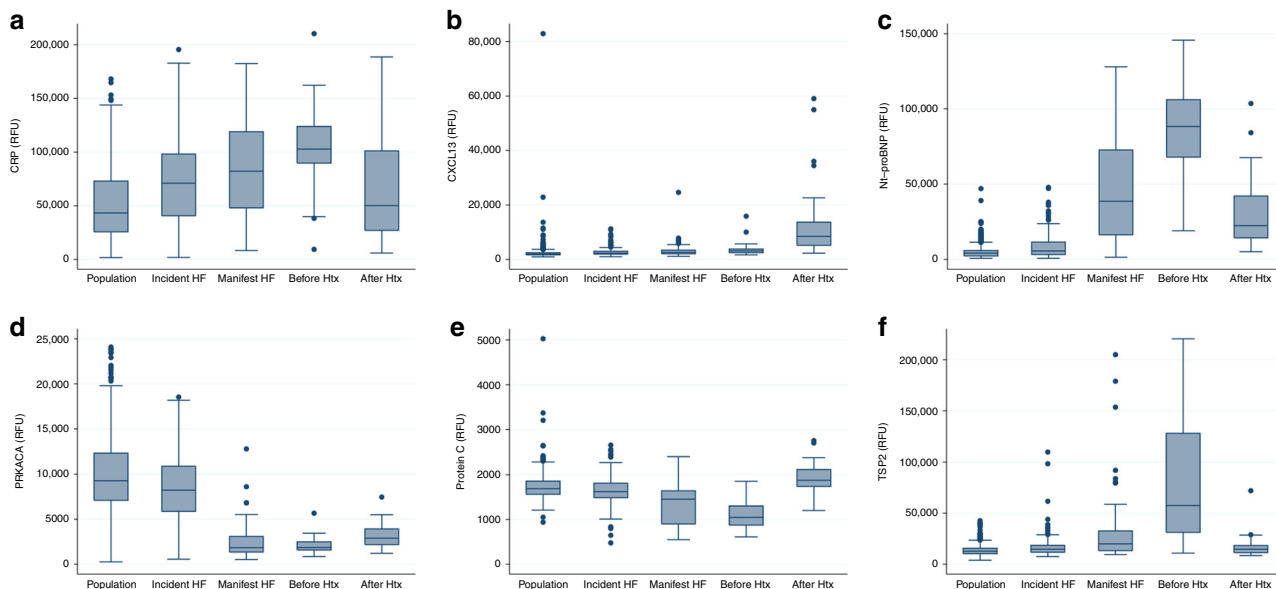 a
CRP (RFU)
200,000
150,000
100,000
50,000
0
Population Incident HF Manifest HF Before Htx After Htx
b
CXCL13 (RFU)
80,000
60,000
40,000
20,000
0
Population Incident HF Manifest HF Before Htx After Htx
c
Nt–proBNP (RFU)
150,000
100,000
50,000
0
Population Incident HF Manifest HF Before Htx After Htx
d
PRKACA (RFU)
25,000
20,000
15,000
10,000
5000
0
Population Incident HF Manifest HF Before Htx After Htx
e
Protein C (RFU)
5000
4000
3000
2000
1000
0
Population Incident HF Manifest HF Before Htx After Htx
f
TSP2 (RFU)
200,000
150,000
100,000
50,000
0
Population Incident HF Manifest HF Before Htx After Htx